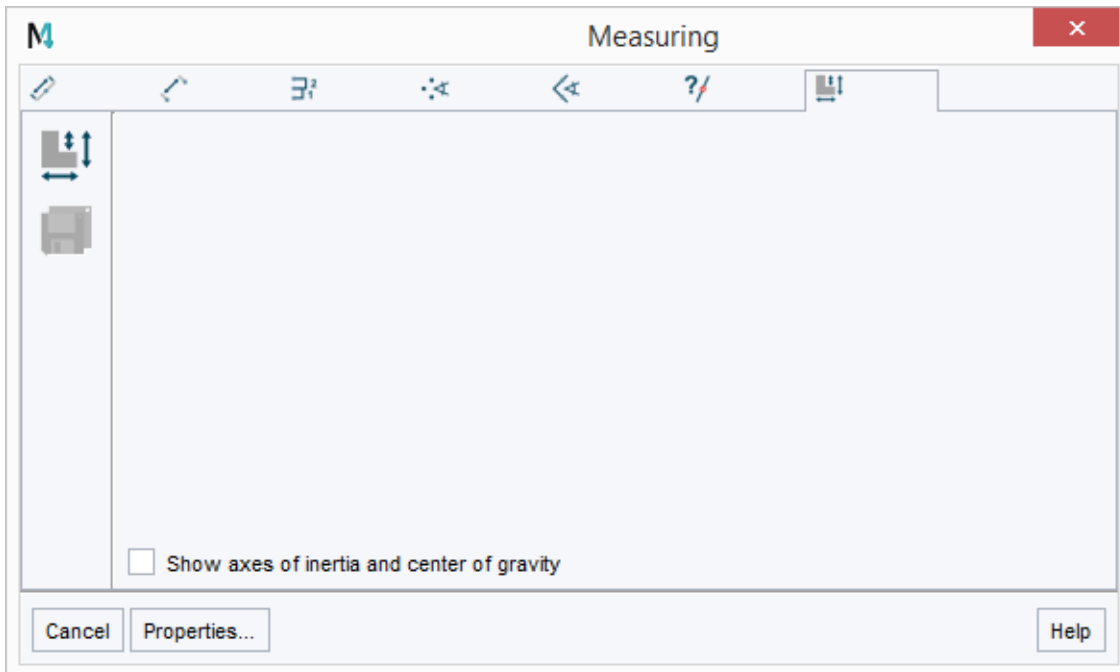 Measuring
Show axes of inertia and center of gravity
Cancel
Properties...
Help